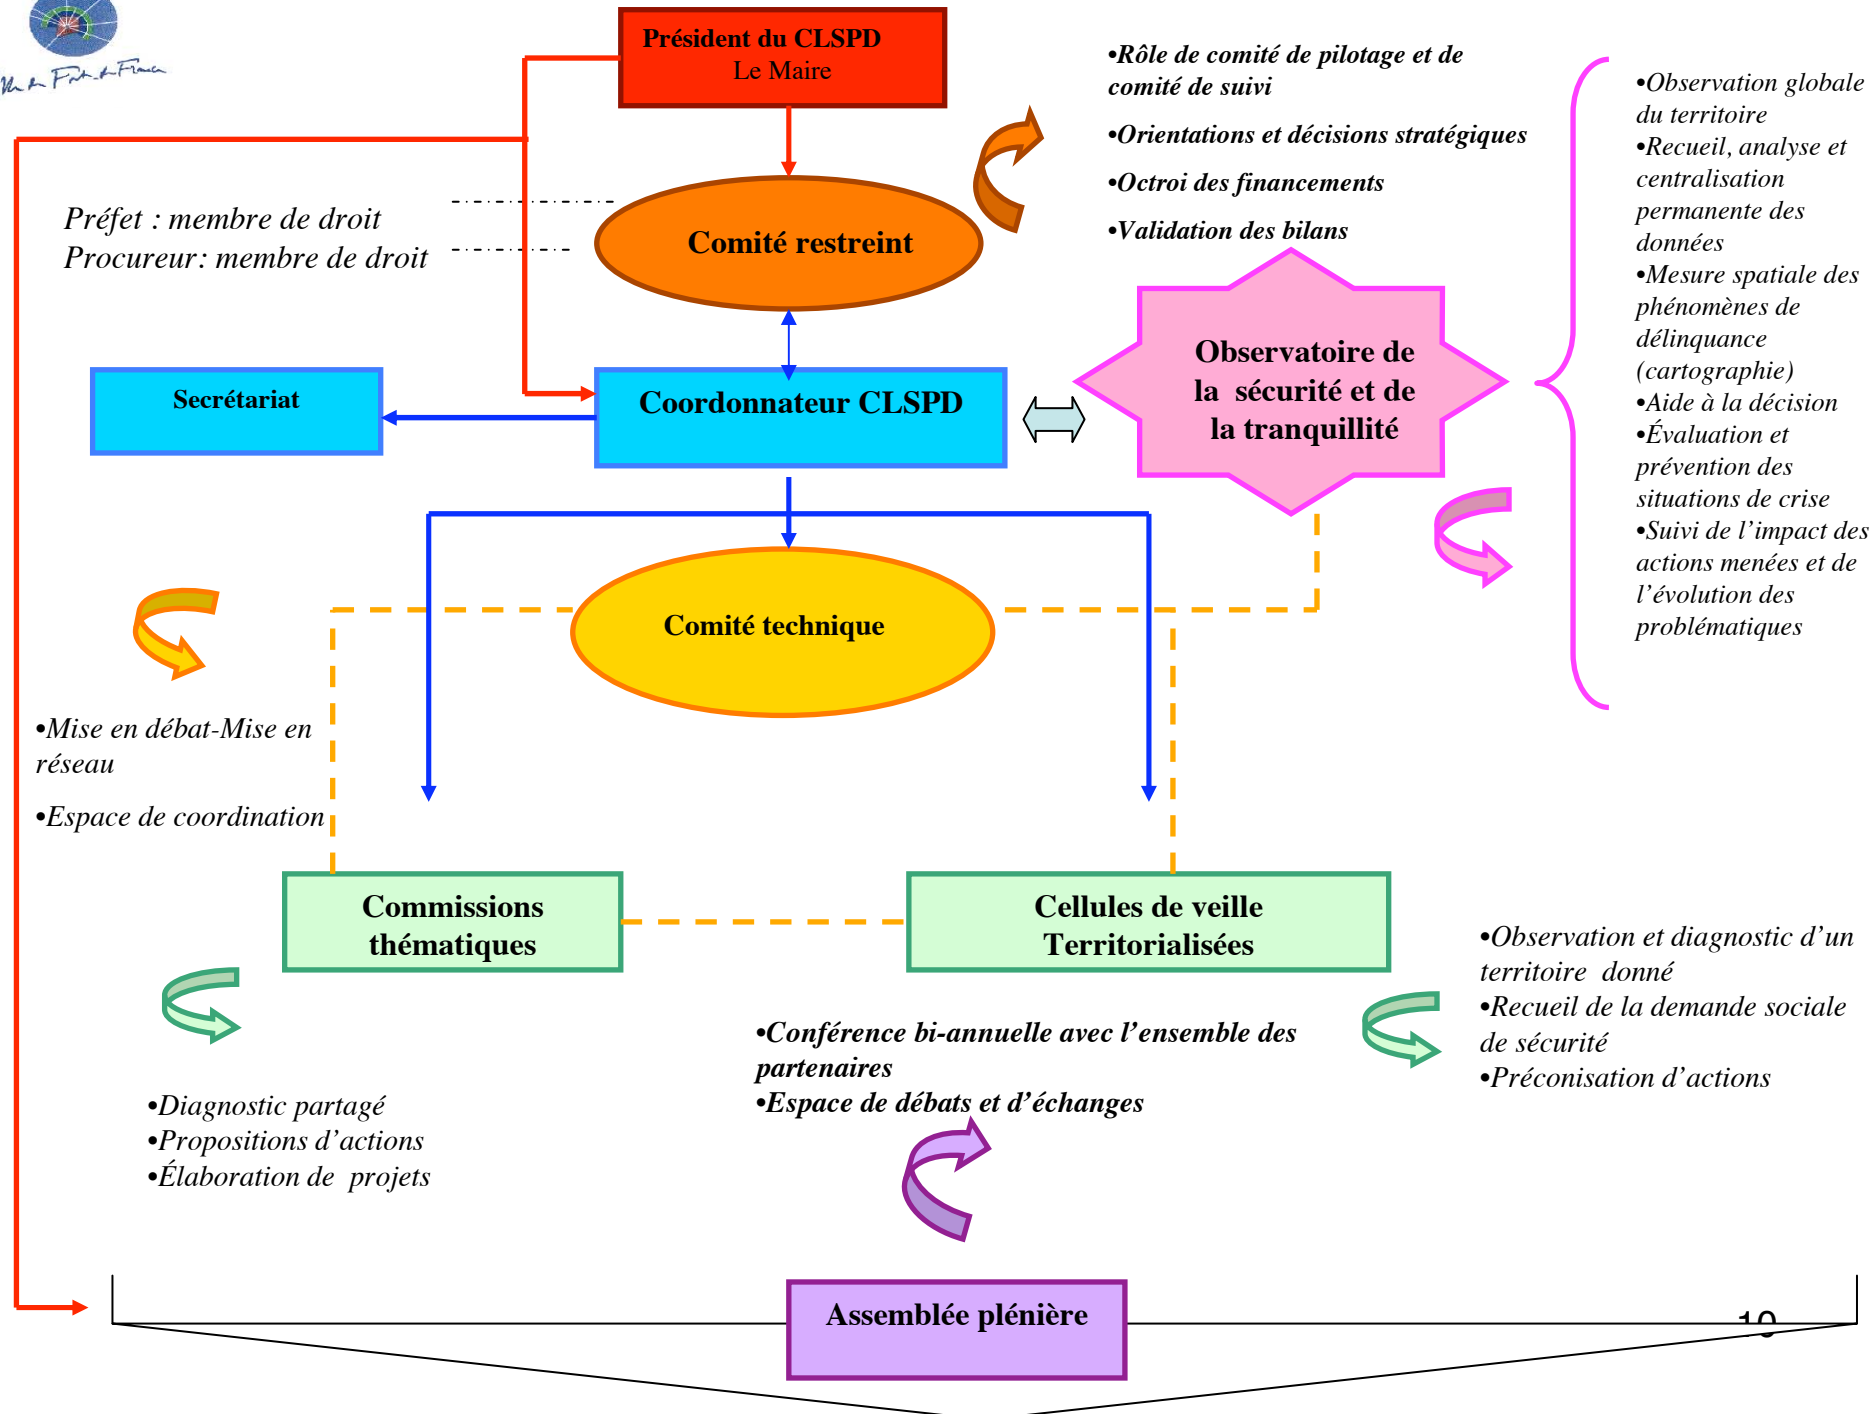 Président du CLSPD
Le Maire
•Rôle de comité de pilotage et de
comité de suivi
•Orientations et décisions stratégiques
•Octroi des financements
•Validation des bilans
•Observation globale
du territoire
•Recueil, analyse et
centralisation
permanente des
données
•Mesure spatiale des
phénomènes de
délinquance
(cartographie)
•Aide à la décision
•Évaluation et
prévention des
situations de crise
•Suivi de l’impact des
actions menées et de
l’évolution des
problématiques
Préfet : membre de droit
Procureur: membre de droit
Comité restreint
Observatoire de
la  sécurité et de
la tranquillité
Secrétariat
Coordonnateur CLSPD
Comité technique
•Mise en débat-Mise en
réseau
•Espace de coordination
Commissions
thématiques
Cellules de veille
Territorialisées
•Observation et diagnostic d’un
territoire  donné
•Recueil de la demande sociale
de sécurité
•Préconisation d’actions
•Conférence bi-annuelle avec l’ensemble des
partenaires
•Espace de débats et d’échanges
•Diagnostic partagé
•Propositions d’actions
•Élaboration de  projets
Assemblée plénière